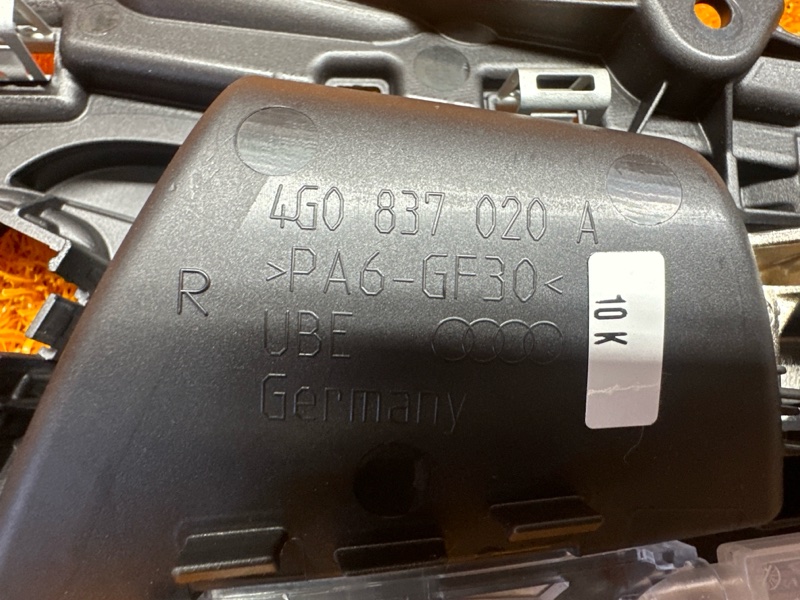 4G0 837 020 A
>PA6-GF30<
R
UBE
Germany
10 K